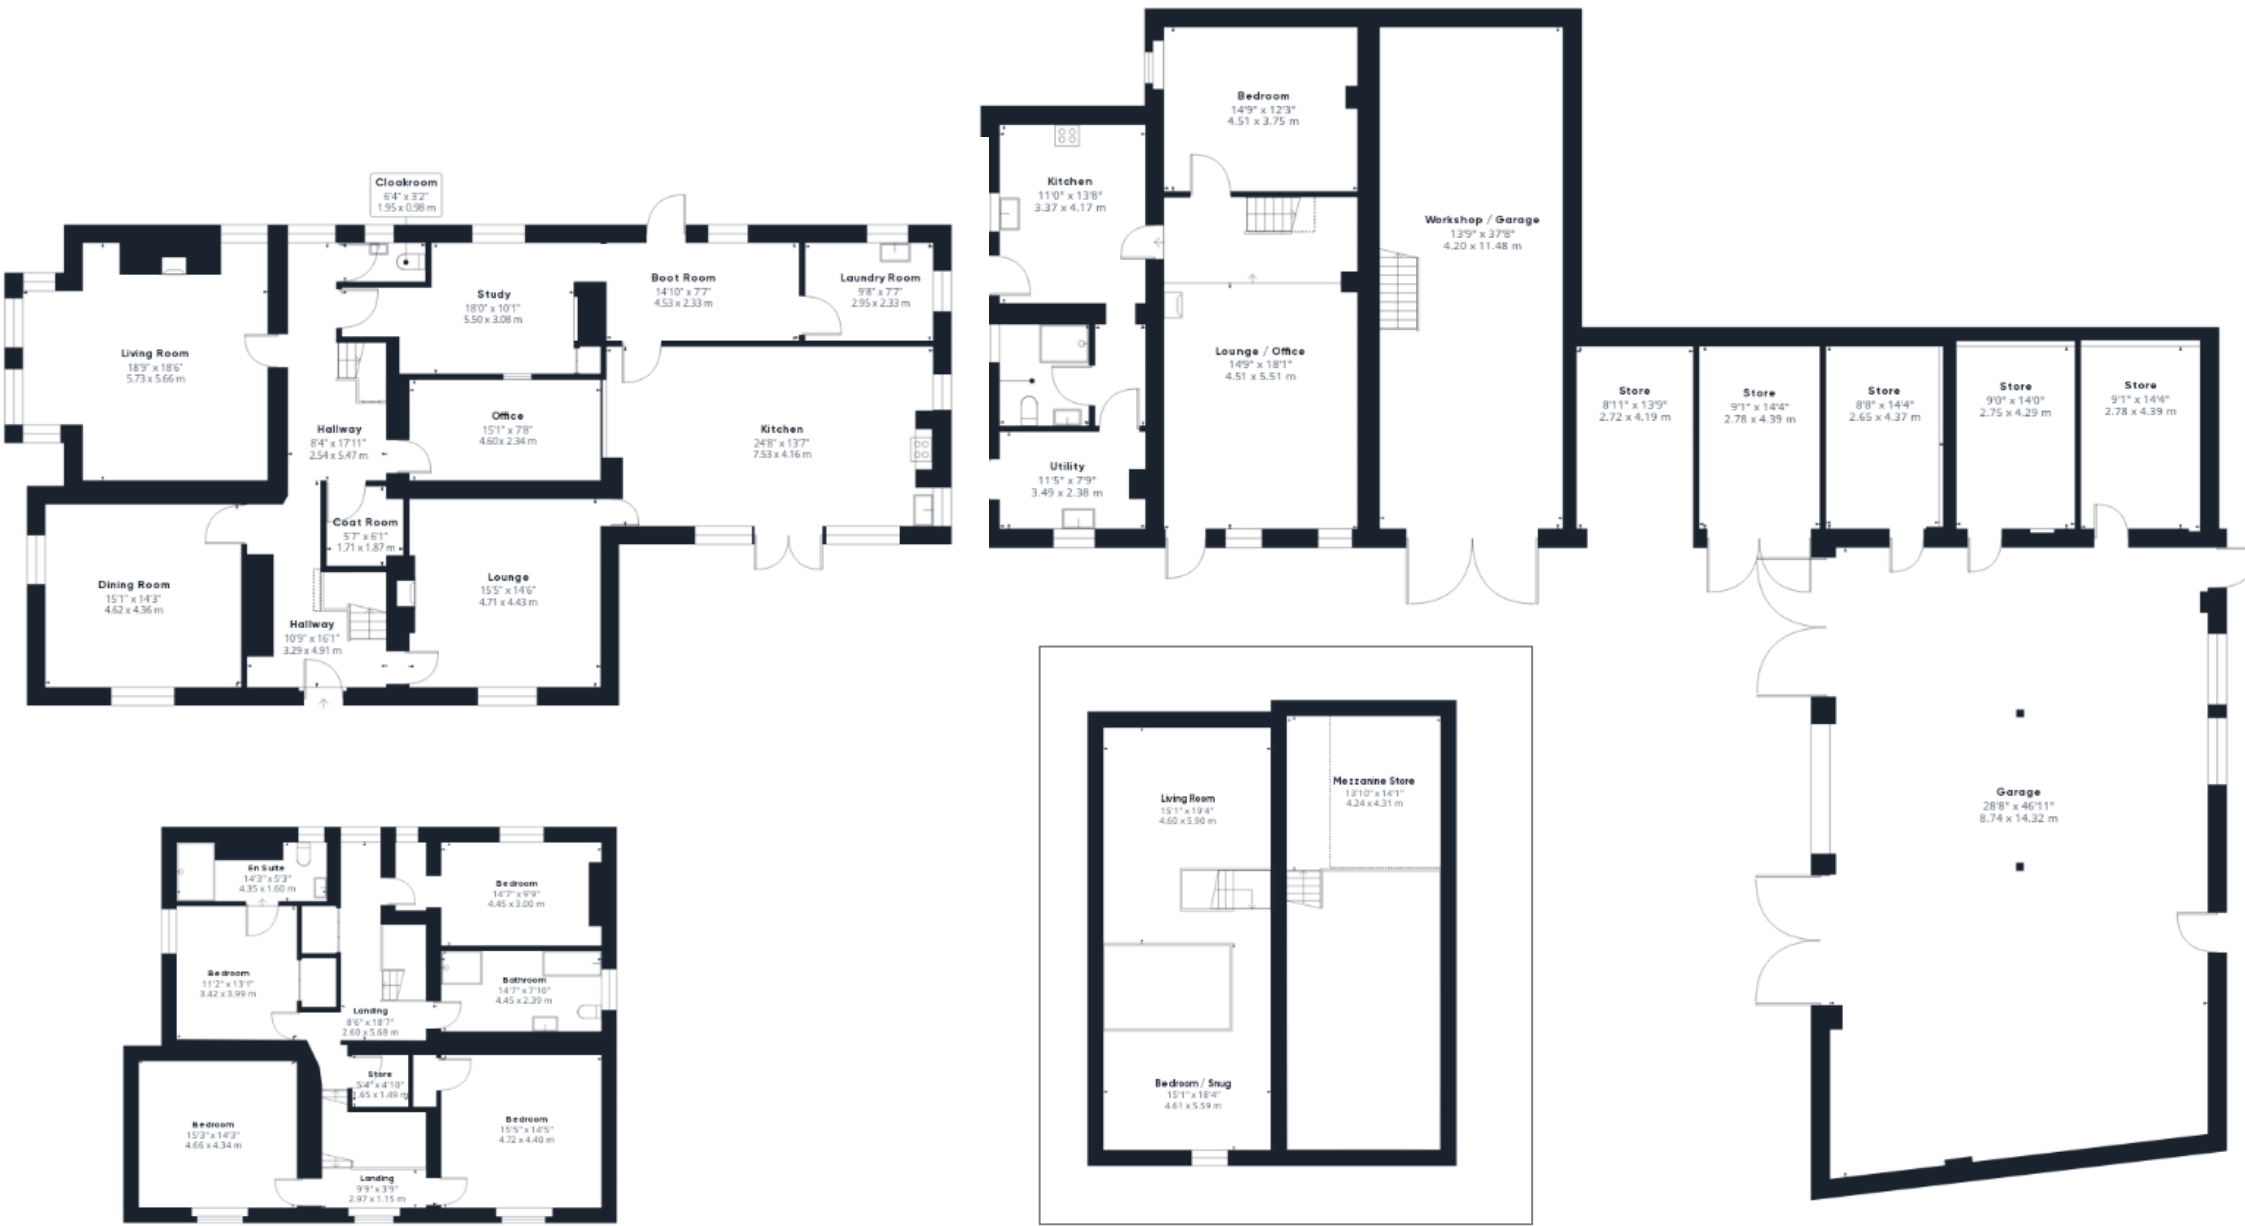 Cloakroom
6'4" x 3'2"
1.95 x 0.98 m
Living Room
18'9" x 18'6"
5.73 x 5.66 m
Study
18'0" x 10'1"
5.50 x 3.08 m
Boot Room
14'10" x 7'7"
4.53 x 2.33 m
Laundry Room
9'8" x 7'7"
2.95 x 2.33 m
Hallway
8'4" x 17'11"
2.54 x 5.47 m
Office
15'1" x 7'8"
4.60 x 2.34 m
Kitchen
24'8" x 13'7"
7.53 x 4.16 m
Coat Room
5'7" x 6'1"
1.71 x 1.87 m
Dining Room
15'1" x 14'3"
4.62 x 4.36 m
Lounge
15'5" x 14'6"
4.71 x 4.43 m
Hallway
10'9" x 16'1"
3.29 x 4.91 m
Bedroom
14'9" x 12'3"
4.51 x 3.75 m
Kitchen
11'0" x 13'8"
3.37 x 4.17 m
Workshop / Garage
13'9" x 37'8"
4.20 x 11.48 m
Lounge / Office
14'9" x 18'1"
4.51 x 5.51 m
Utility
11'5" x 7'9"
3.49 x 2.38 m
Store
8'11" x 13'9"
2.72 x 4.19 m
Store
9'1" x 14'4"
2.78 x 4.39 m
Store
8'8" x 14'4"
2.65 x 4.37 m
Store
9'0" x 14'0"
2.75 x 4.29 m
Store
9'1" x 14'4"
2.78 x 4.39 m
Garage
28'8" x 46'11"
8.74 x 14.32 m
En Suite
14'3" x 5'3"
4.35 x 1.60 m
Bedroom
14'7" x 9'9"
4.45 x 3.00 m
Bedroom
11'2" x 13'1"
3.42 x 3.99 m
Bathroom
14'7" x 7'10"
4.45 x 2.39 m
Landing
8'6" x 18'7"
2.60 x 5.68 m
Store
5'4" x 4'10"
1.65 x 1.49 m
Bedroom
15'3" x 14'3"
4.66 x 4.34 m
Bedroom
15'5" x 14'5"
4.72 x 4.40 m
Landing
9'9" x 3'9"
2.97 x 1.15 m
Living Room
15'1" x 19'4"
4.60 x 5.90 m
Mezzanine Store
13'10" x 14'1"
4.24 x 4.31 m
Bedroom / Snug
15'1" x 18'4"
4.61 x 5.59 m